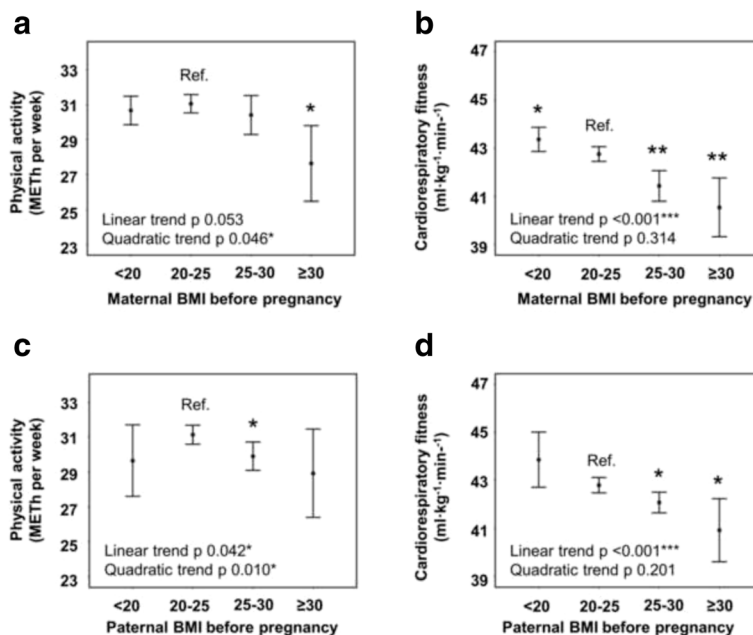 a
Physical activity
(METh per week)
33
31
29
27
25
23
Ref.
*
Linear trend p 0.053
Quadratic trend p 0.046*
<20 20-25 25-30 ≥30
Maternal BMI before pregnancy
b
Cardiorespiratory fitness
(ml·kg⁻¹·min-⁻¹)
47
45
43
41
39
*
Ref.
**
**
Linear trend p <0.001***
Quadratic trend p 0.314
<20 20-25 25-30 ≥30
Maternal BMI before pregnancy
c
Physical activity
(METh per week)
33
31
29
27
25
23
Ref.
*
Linear trend p 0.042*
Quadratic trend p 0.010*
<20 20-25 25-30 ≥30
Paternal BMI before pregnancy
d
Cardiorespiratory fitness
(ml·kg⁻¹·min-⁻¹)
47
45
43
41
39
Ref.
*
*
Linear trend p <0.001***
Quadratic trend p 0.201
<20 20-25 25-30 ≥30
Paternal BMI before pregnancy